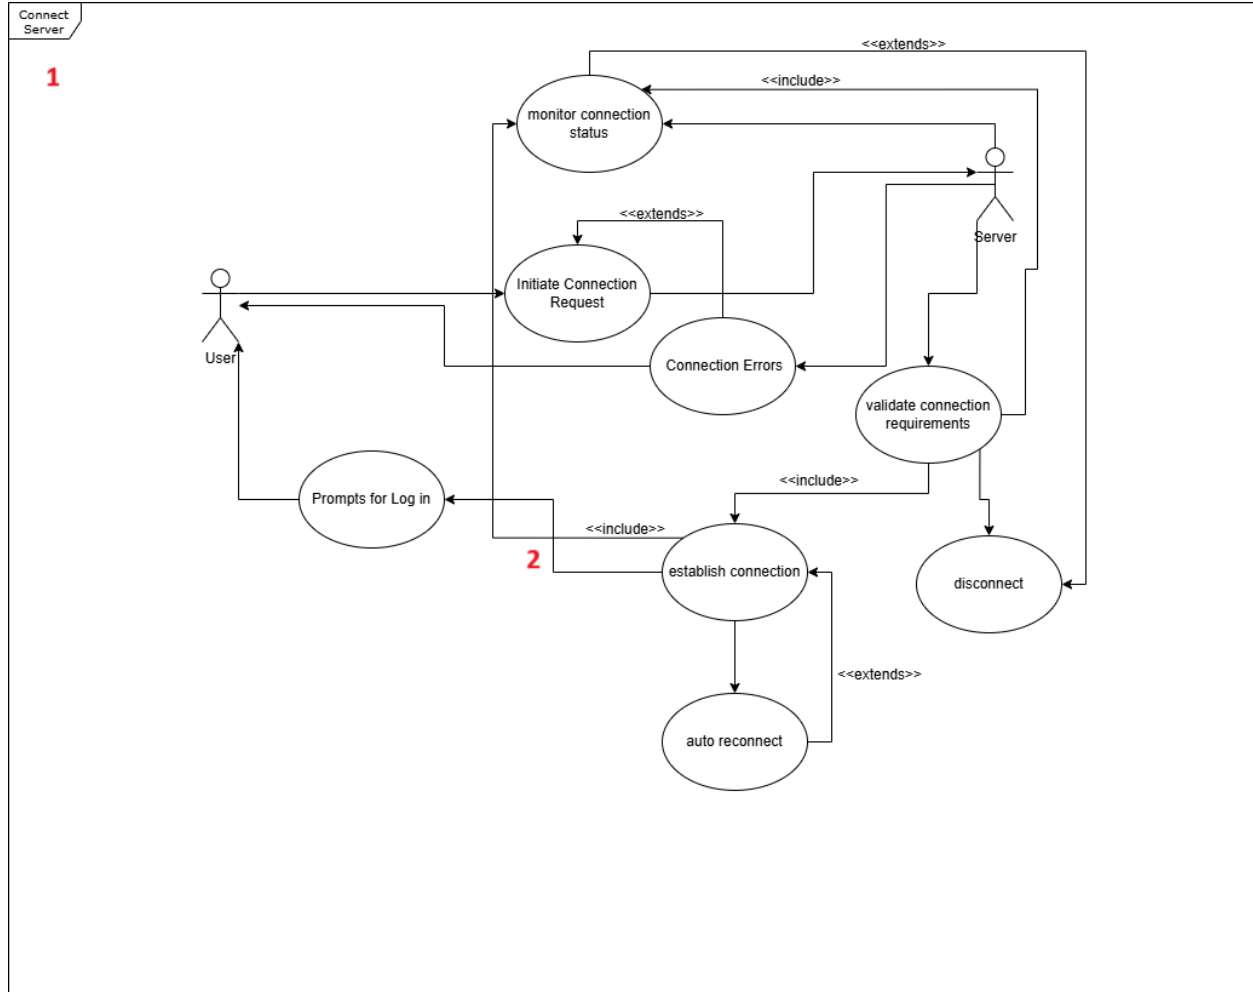 Connect
Server
1
<<extends>>
<<include>>
monitor connection
status
Server
<<extends>>
Initiate Connection
Request
User
Connection Errors
validate connection
requirements
<<include>>
Prompts for Log in
<<include>>
2
establish connection
disconnect
<<extends>>
auto reconnect